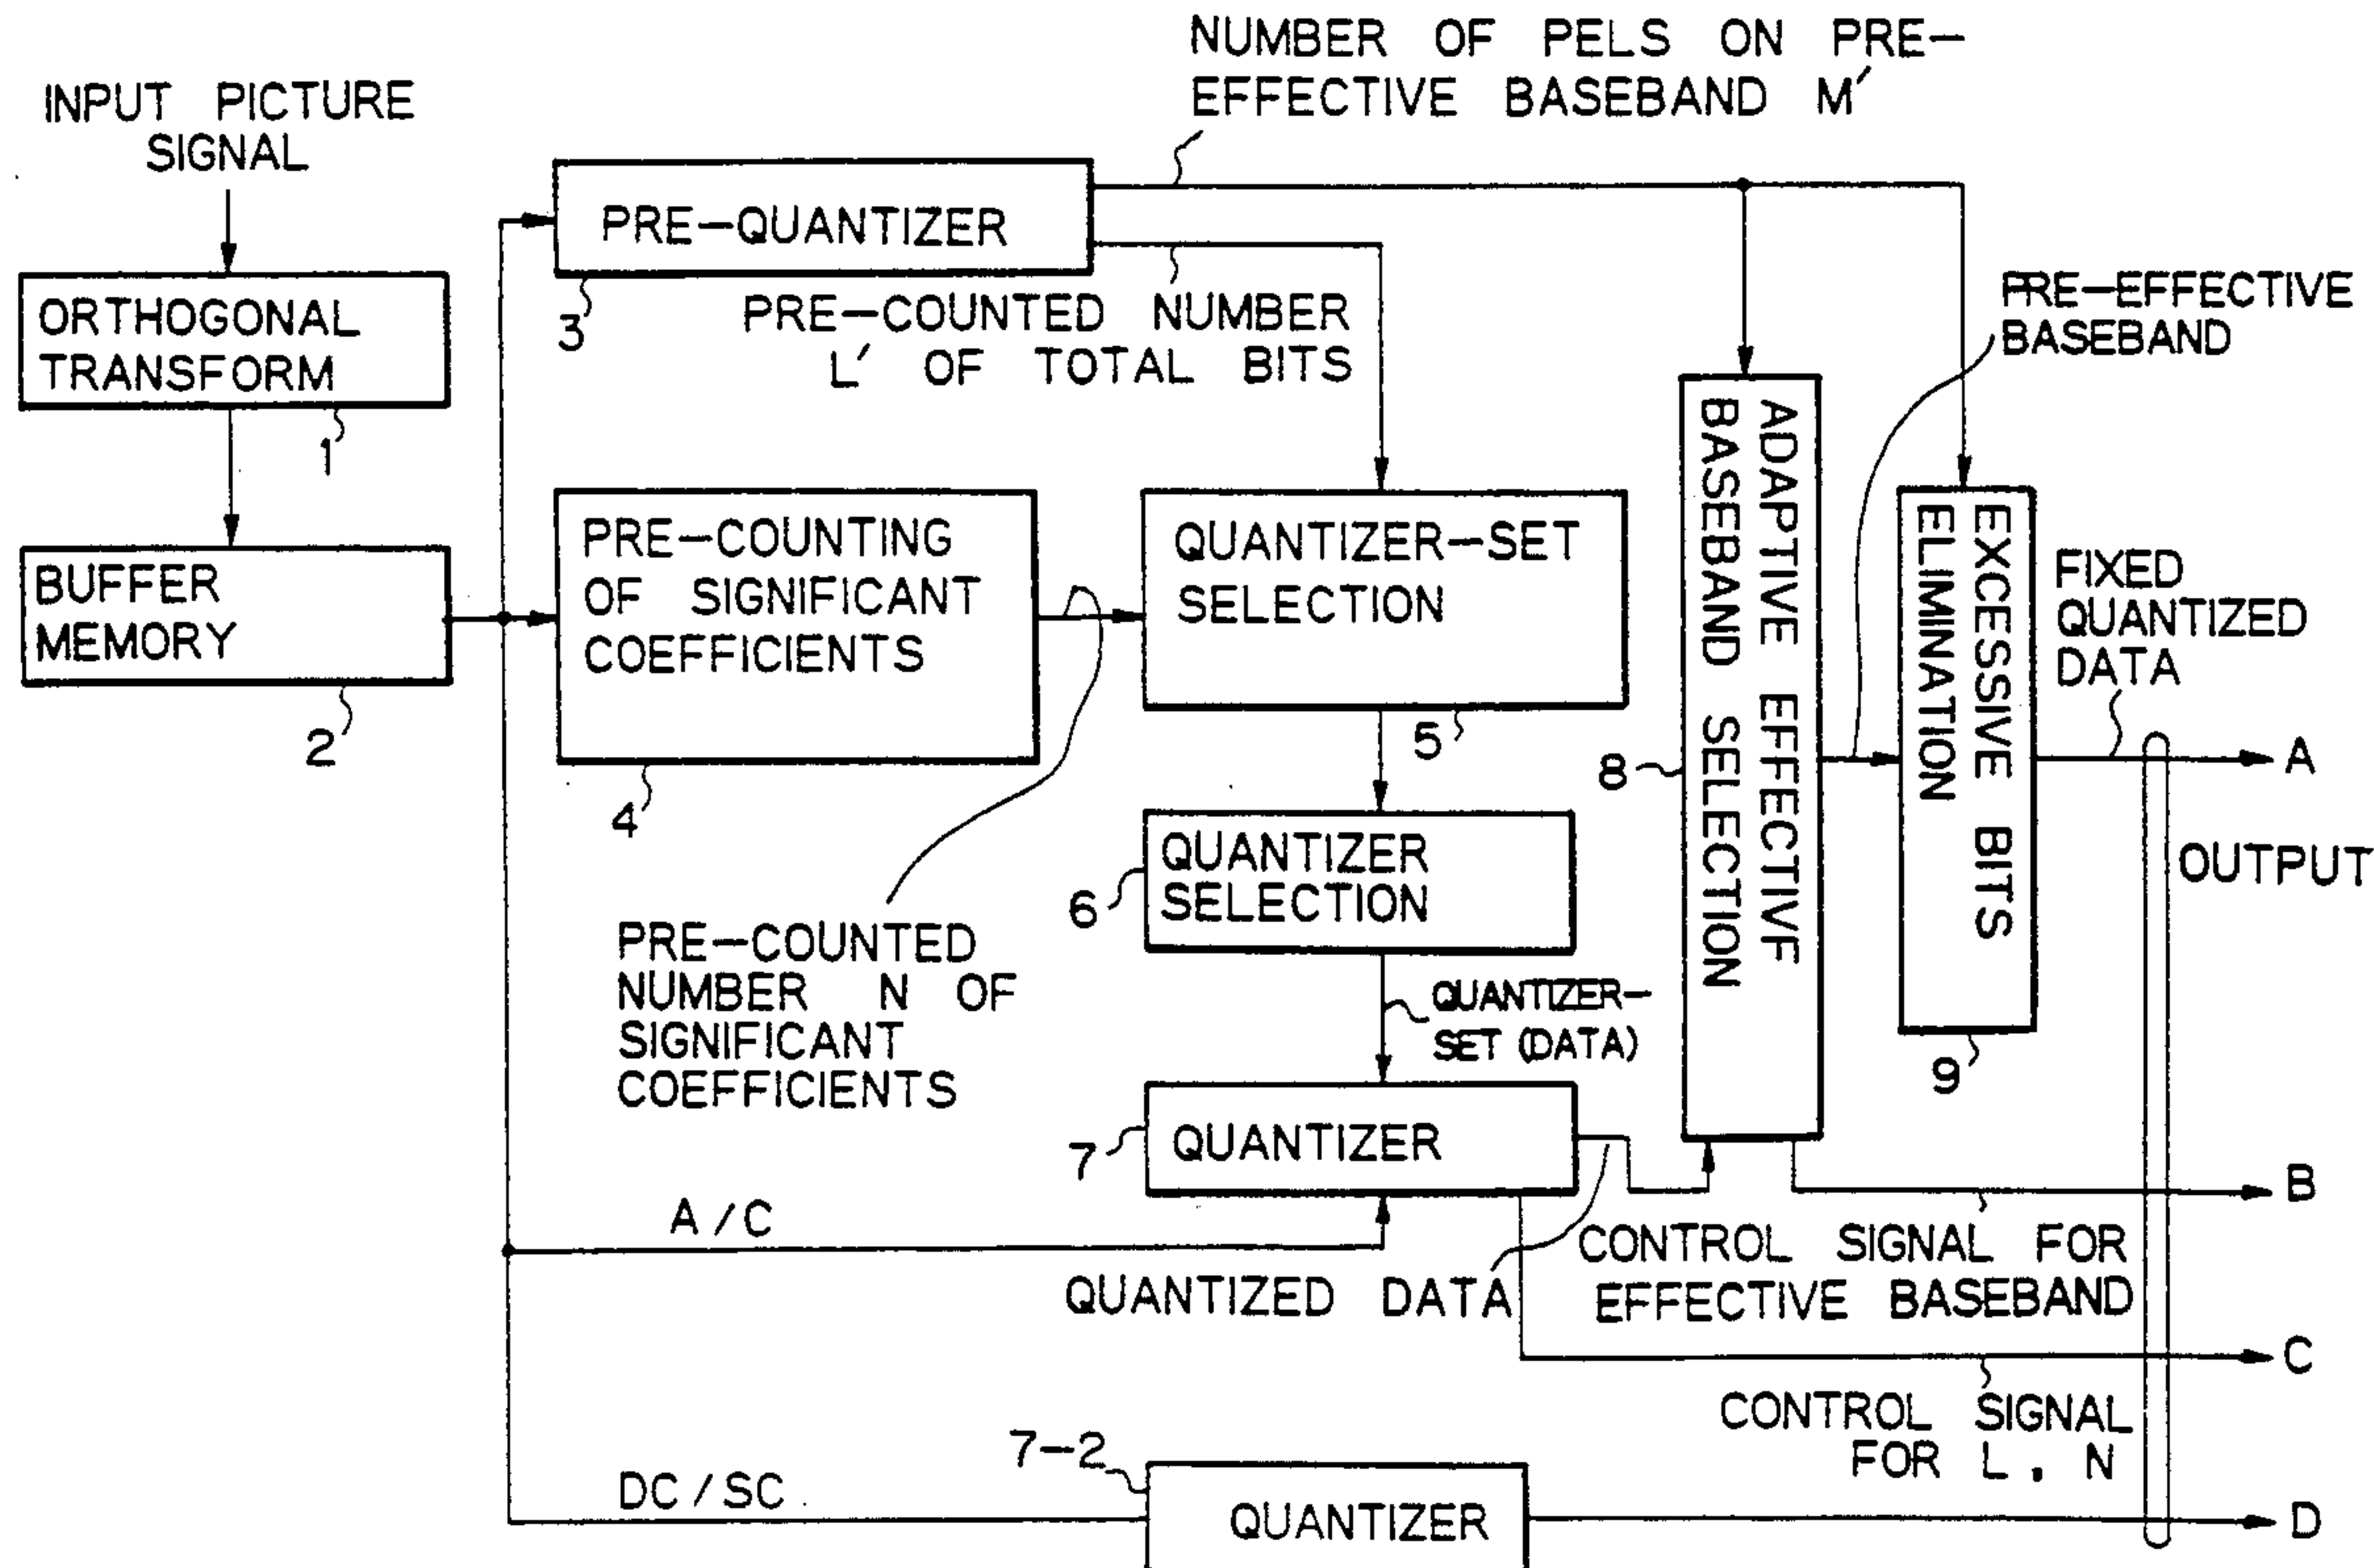 NUMBER OF PELS ON PRE-
EFFECTIVE BASEBAND M'
INPUT PICTURE
SIGNAL
PRE-QUANTIZER
3
ORTHOGONAL
TRANSFORM
1
PRE-COUNTED NUMBER
L' OF TOTAL BITS
PRE-EFFECTIVE
BASEBAND
BUFFER
MEMORY
2
PRE-COUNTING
OF SIGNIFICANT
COEFFICIENTS
4
QUANTIZER-SET
SELECTION
5
ADAPTIVE EFFECTIVE
BASEBAND SELECTION
8
EXCESSIVE BITS
ELIMINATION
9
FIXED
QUANTIZED
DATA
A
OUTPUT
QUANTIZER
SELECTION
6
PRE-COUNTED
NUMBER N OF
SIGNIFICANT
COEFFICIENTS
QUANTIZER-
SET (DATA)
QUANTIZER
7
B
A/C
QUANTIZED DATA
CONTROL SIGNAL FOR
EFFECTIVE BASEBAND
C
CONTROL SIGNAL
FOR L, N
7-2
DC/SC
QUANTIZER
D